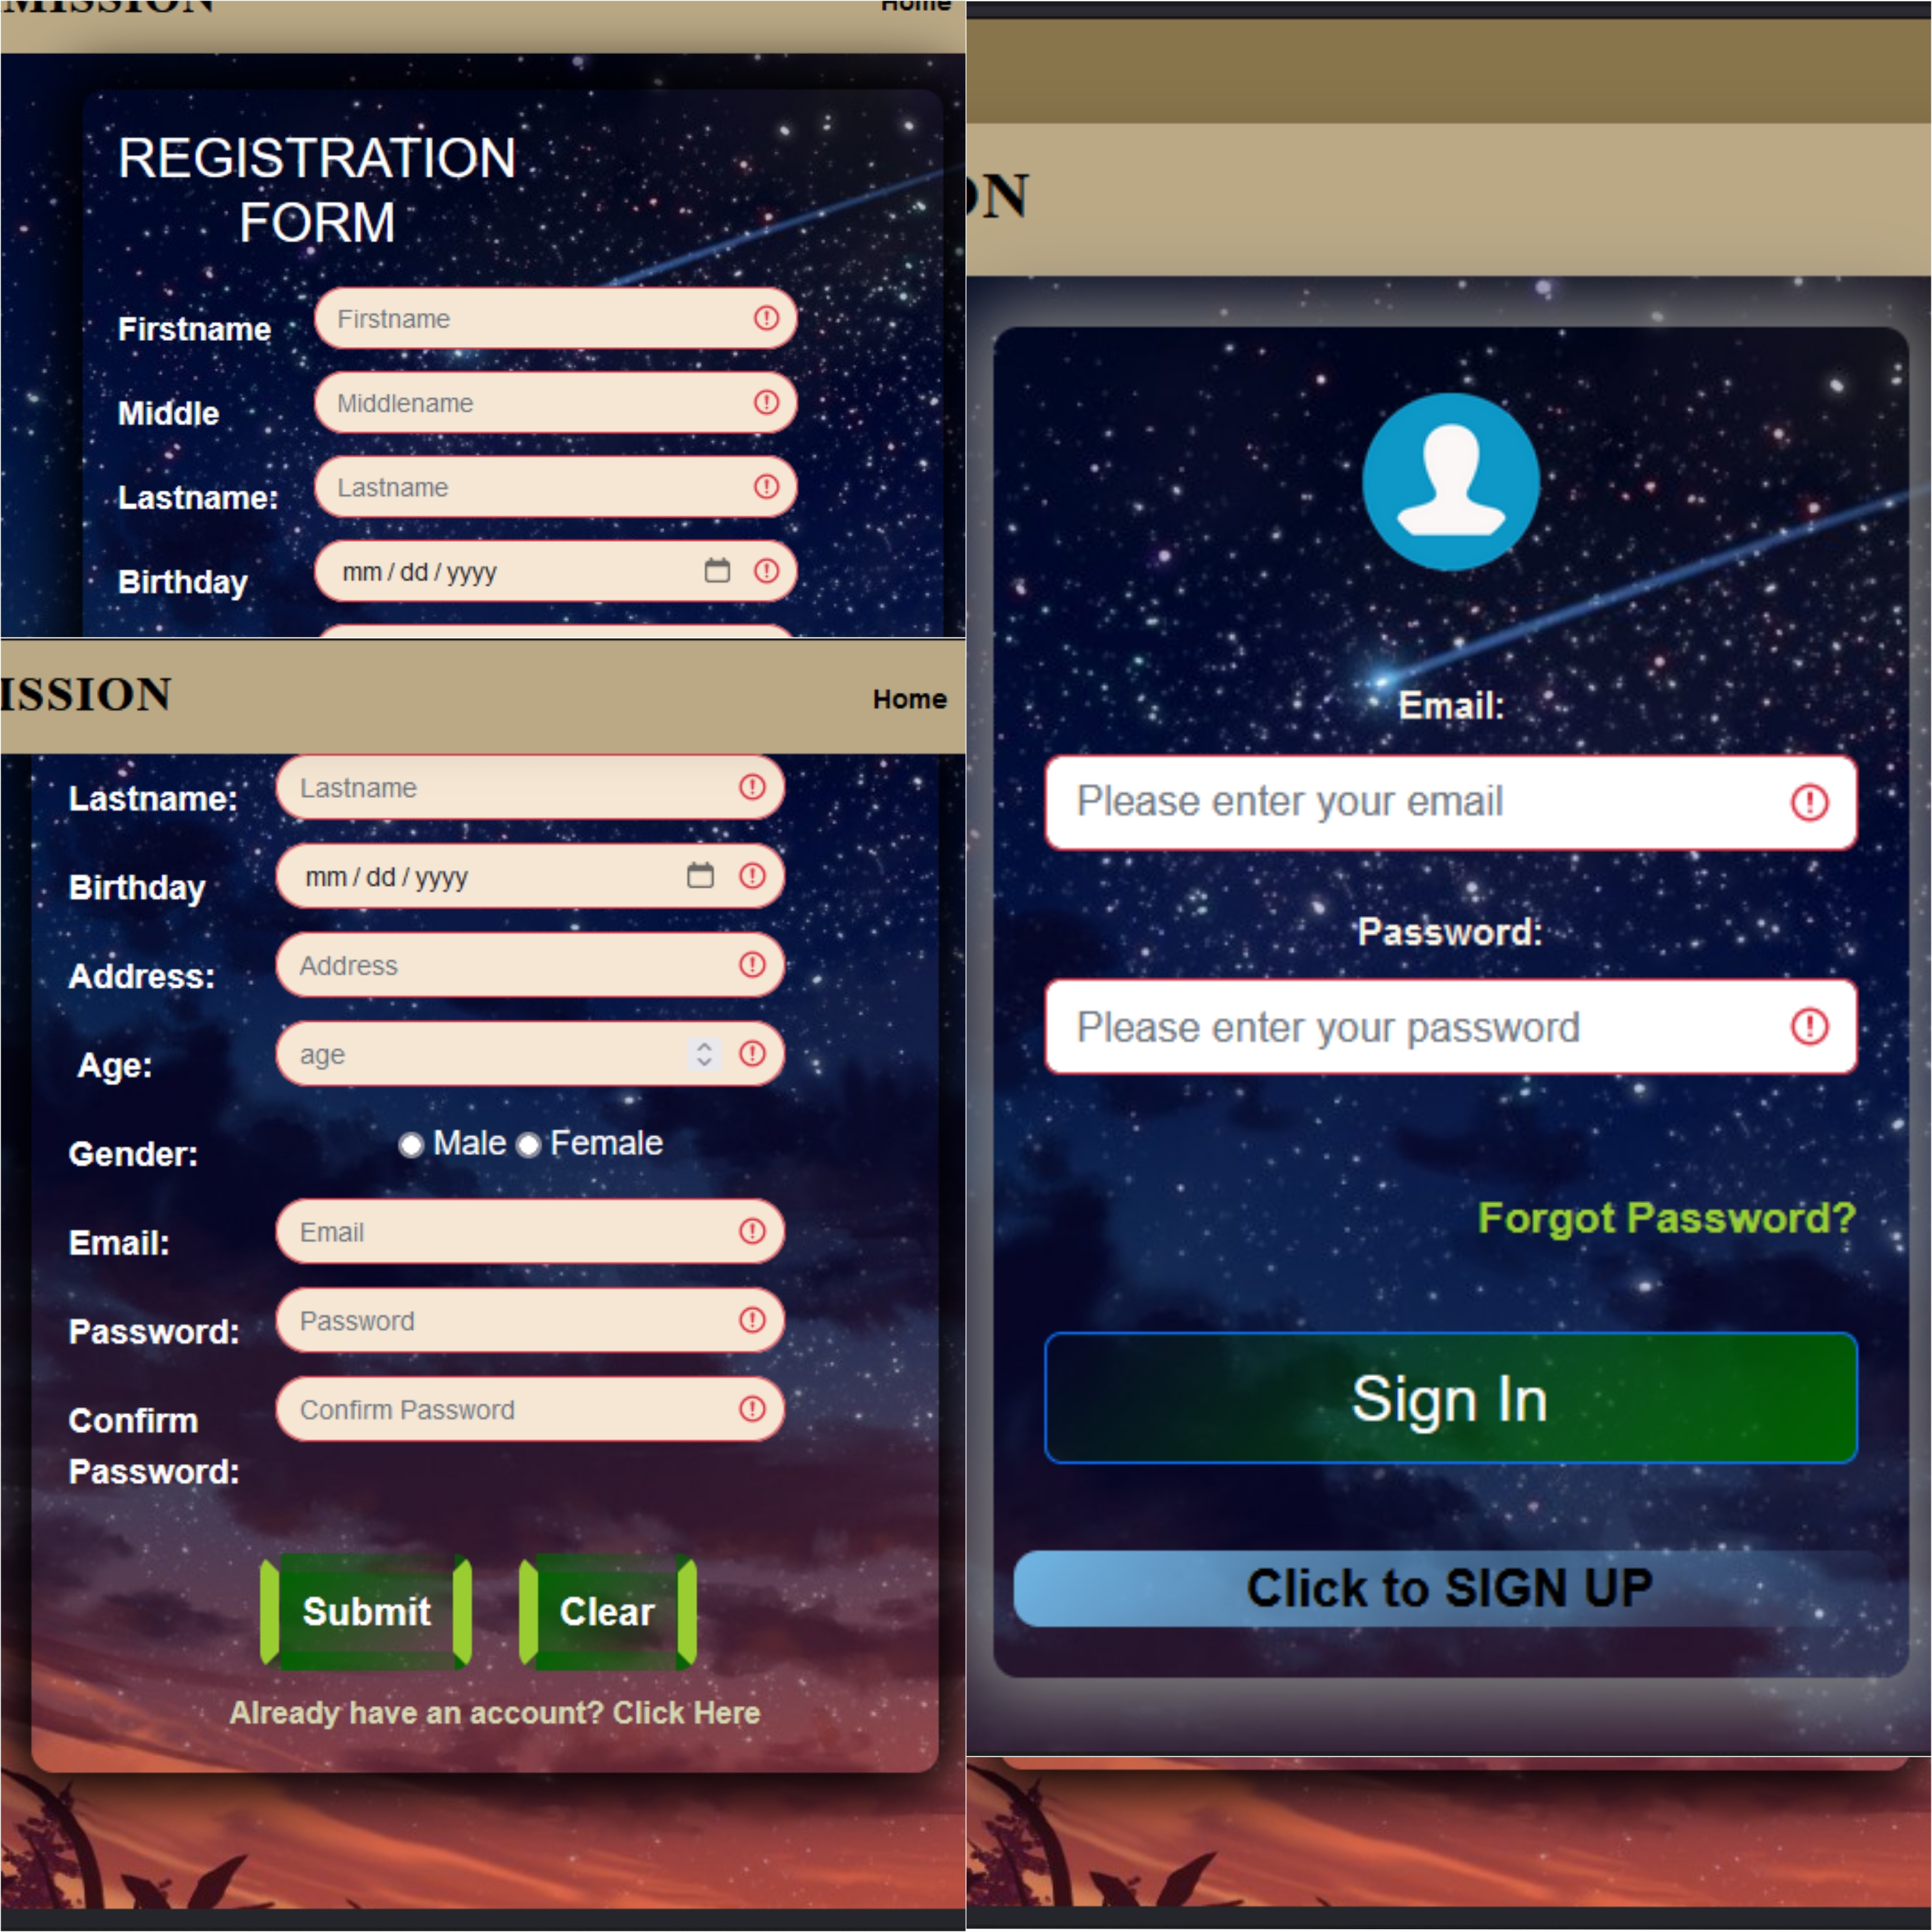 MISSION
Home
REGISTRATION
FORM
Firstname
Firstname
Middle
Middlename
Lastname:
Lastname
Birthday
mm / dd / yyyy
ISSION
Home
Lastname:
Lastname
Birthday
mm / dd / yyyy
Address:
Address
Age:
age
Gender:
Male Female
Email:
Email
Password:
Password
Confirm
Password:
Confirm Password
Submit
Clear
Already have an account? Click Here
ON
Email:
Please enter your email
Password:
Please enter your password
Forgot Password?
Sign In
Click to SIGN UP